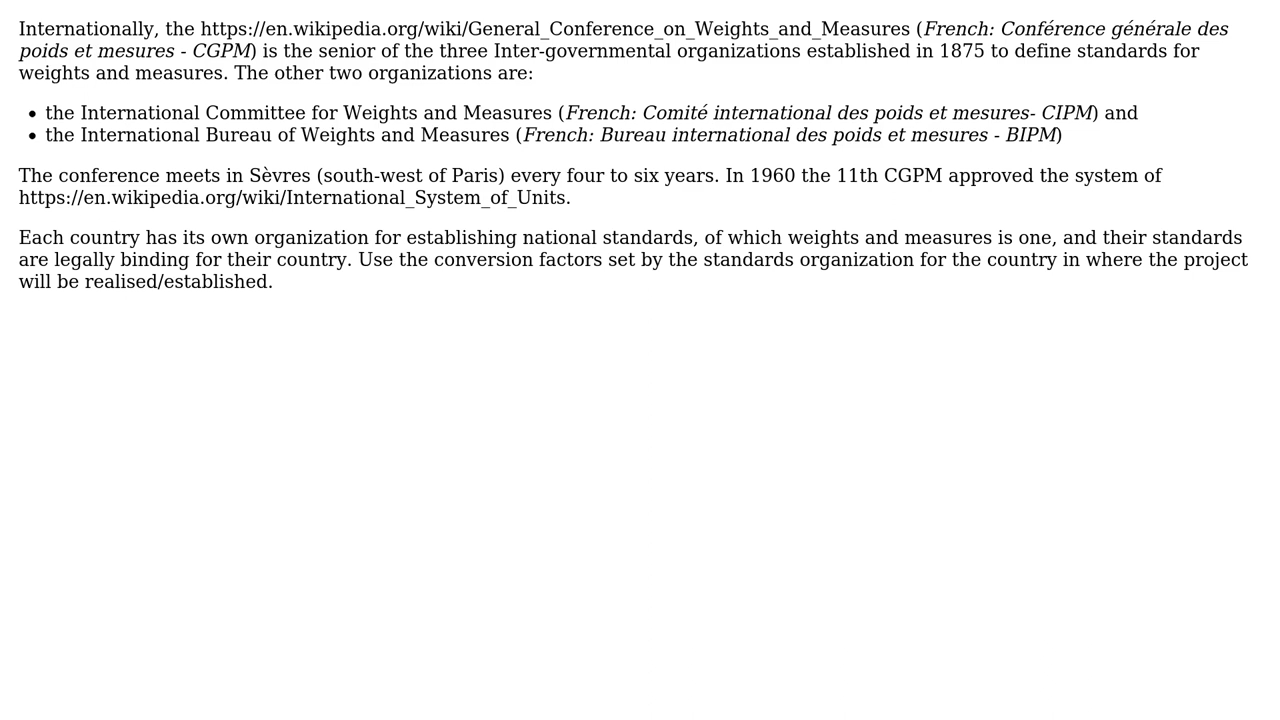 Internationally, the https://en.wikipedia.org/wiki/General_Conference_on_Weights_and_Measures (French: Conférence générale des
poids et mesures - CGPM) is the senior of the three Inter-governmental organizations established in 1875 to define standards for
weights and measures. The other two organizations are:
• the International Committee for Weights and Measures (French: Comité international des poids et mesures- CIPM) and
• the International Bureau of Weights and Measures (French: Bureau international des poids et mesures - BIPM)
The conference meets in Sèvres (south-west of Paris) every four to six years. In 1960 the 11th CGPM approved the system of
https://en.wikipedia.org/wiki/International_System_of_Units.
Each country has its own organization for establishing national standards, of which weights and measures is one, and their standards
are legally binding for their country. Use the conversion factors set by the standards organization for the country in where the project
will be realised/established.